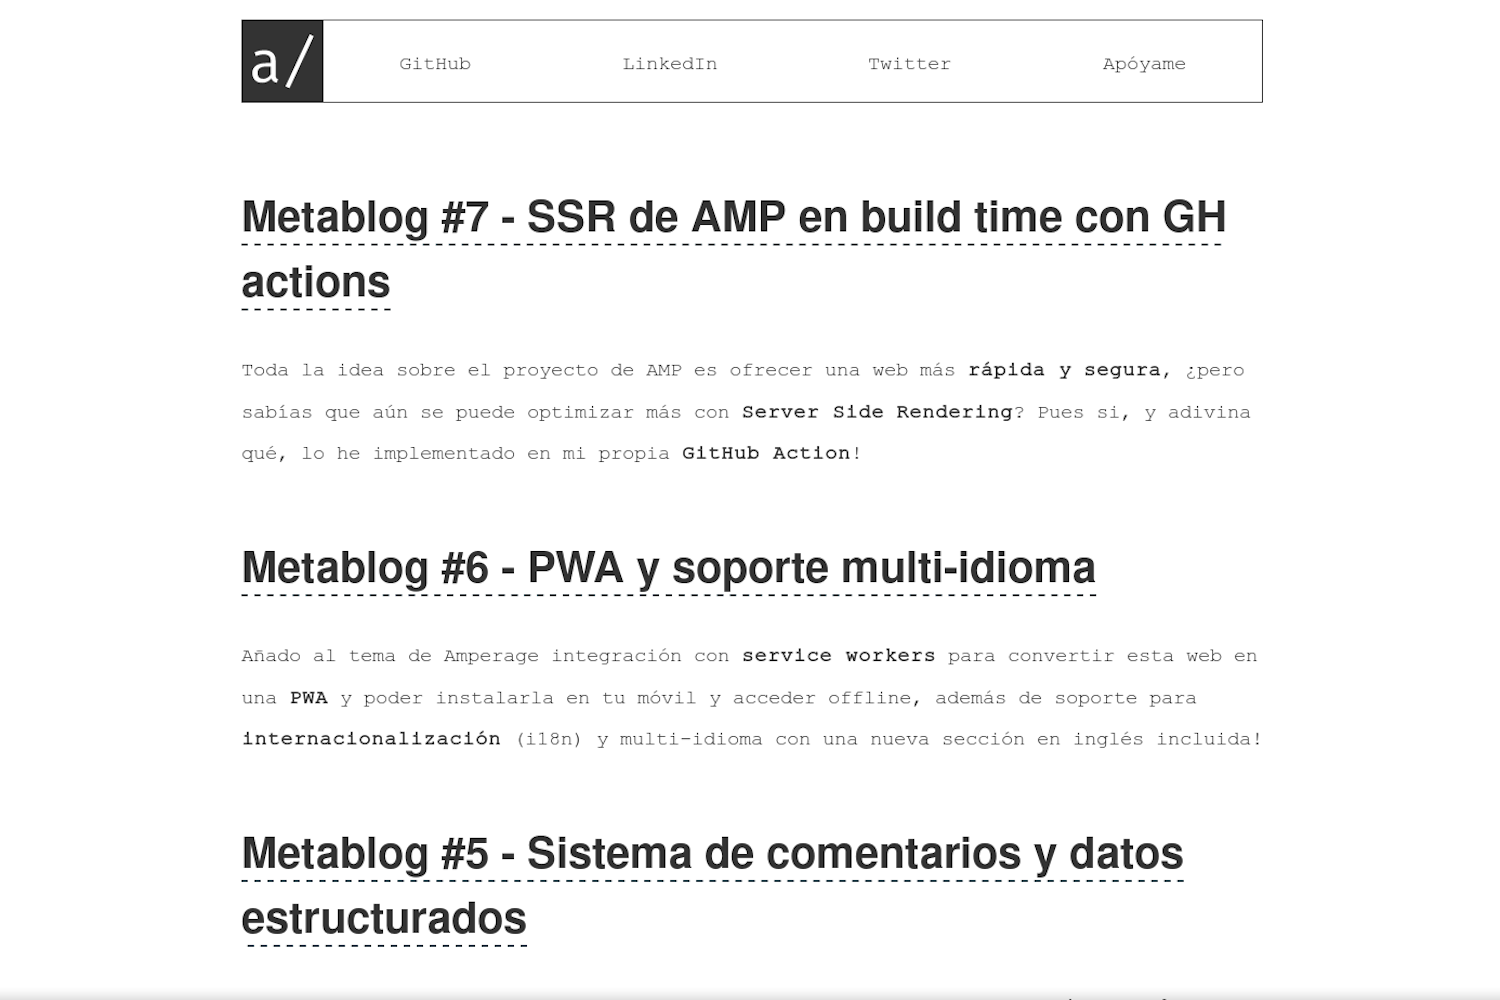 a/ GitHub LinkedIn Twitter Apóyame
Metablog #7 - SSR de AMP en build time con GH
actions
Toda la idea sobre el proyecto de AMP es ofrecer una web más rápida y segura, ¿pero
sabías que aún se puede optimizar más con Server Side Rendering? Pues si, y adivina
qué, lo he implementado en mi propia GitHub Action!
Metablog #6 - PWA y soporte multi-idioma
Añado al tema de Amperage integración con service workers para convertir esta web en
una PWA y poder instalarla en tu móvil y acceder offline, además de soporte para
internacionalización (i18n) y multi-idioma con una nueva sección en inglés incluida!
Metablog #5 - Sistema de comentarios y datos
estructurados